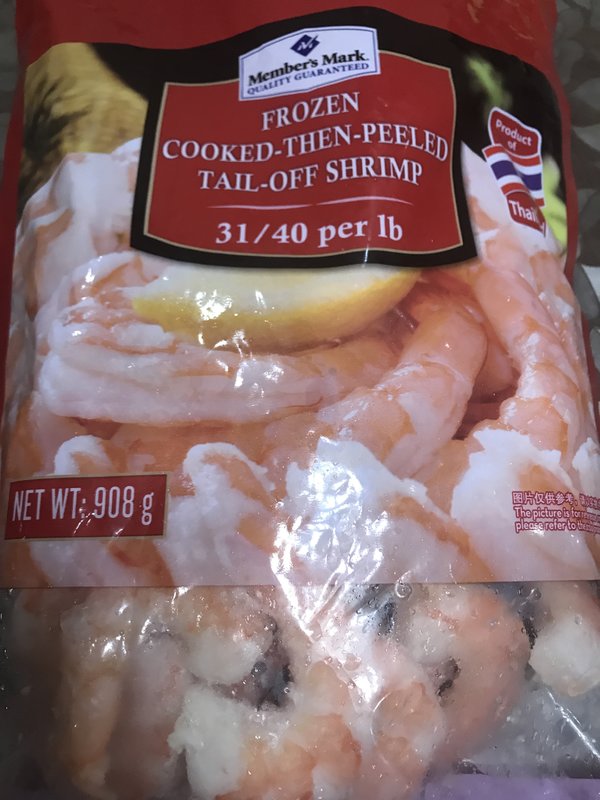 Member's Mark
QUALITY GUARANTEED
FROZEN
COOKED-THEN-PEELED
TAIL-OFF SHRIMP
31/40 per lb
Product
of
Thai
NET WT: 908 g
图片仅供参考,
The picture is for
please refer to the